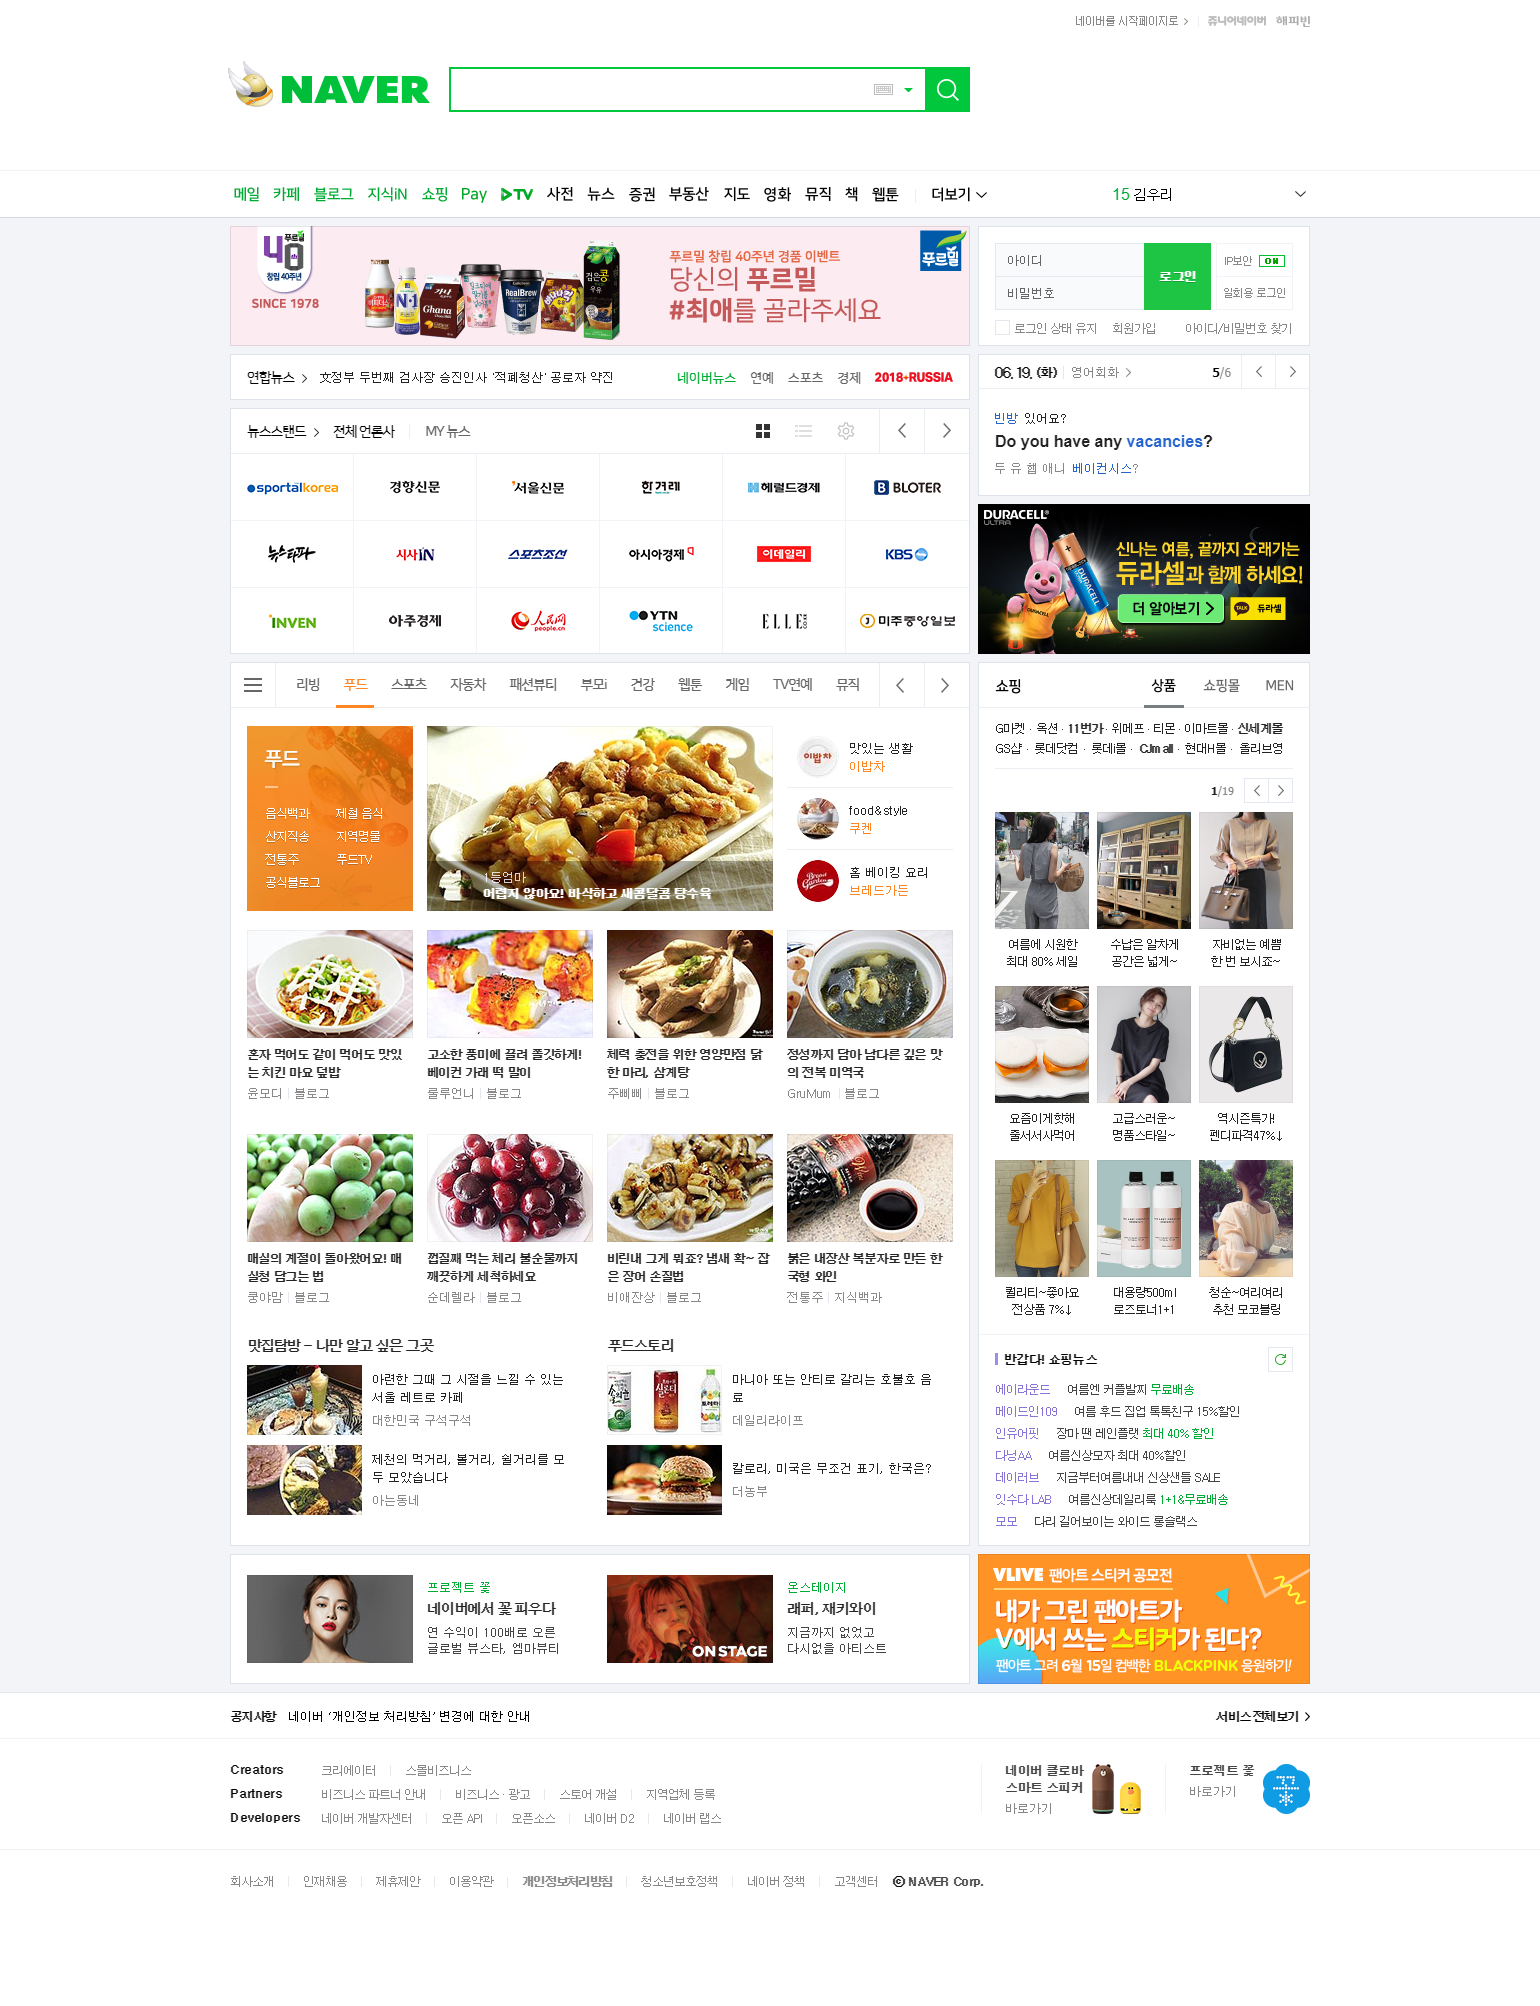 네이버를 시작페이지로
쥬니어네이버 해피빈
NAVER
메일 카페 블로그 지식iN 쇼핑 Pay TV 사전 뉴스 증권 부동산 지도 영화 뮤직 책 웹툰 더보기
15 김우리
푸르밀
40
창립 40주년
SINCE 1978
N·1
가나
Ghana
RealBrew
검은콩
우유
푸르밀 창립 40주년 경품 이벤트
당신의 푸르밀
#최애를 골라주세요
푸르밀
아이디
비밀번호
로그인
IP보안 ON
일회용 로그인
로그인 상태 유지 회원가입 아이디/비밀번호 찾기
연합뉴스 文정부 두번째 검사장 승진인사 '적폐청산' 공로자 약진
네이버뉴스 연예 스포츠 경제 2018+RUSSIA
06. 19. (화) 영어회화 5/6
빈방 있어요?
Do you have any vacancies?
두 유 햅 애니 베이컨시스?
뉴스스탠드 전체 언론사 MY 뉴스
sportalkorea 경향신문 서울신문 한겨레 헤럴드경제 BLOTER
뉴스타파 시사IN 스포츠조선 아시아경제 이데일리 KBS
INVEN 아주경제 人民网 people.cn YTN science ELLE 미주중앙일보
DURACELL
ULTRA
신나는 여름, 끝까지 오래가는
듀라셀과 함께 하세요!
더 알아보기
TALK 듀라셀
리빙 푸드 스포츠 자동차 패션뷰티 부모i 건강 웹툰 게임 TV연예 뮤직
푸드
음식백과 제철 음식
산지직송 지역명물
전통주 푸드TV
공식블로그
1등엄마
어렵지 않아요! 바삭하고 새콤달콤 탕수육
이밥차
맛있는 생활
이밥차
food&style
쿠켄
Bread Garden
홈 베이킹 요리
브레드가든
혼자 먹어도 같이 먹어도 맛있
는 치킨 마요 덮밥
윤모디 블로그
고소한 풍미에 끌려 쫄깃하게!
베이컨 가래 떡 말이
룰루언니 블로그
체력 충전을 위한 영양만점 닭
한 마리, 삼계탕
주삐삐 블로그
정성까지 담아 남다른 깊은 맛
의 전복 미역국
GruMum 블로그
매실의 계절이 돌아왔어요! 매
실청 담그는 법
쿵야맘 블로그
껍질째 먹는 체리 불순물까지
깨끗하게 세척하세요
순데렐라 블로그
비린내 그게 뭐죠? 냄새 확~ 잡
은 장어 손질법
비애잔상 블로그
붉은 내장산 복분자로 만든 한
국형 와인
전통주 지식백과
맛집탐방 – 나만 알고 싶은 그곳
아련한 그때 그 시절을 느낄 수 있는
서울 레트로 카페
대한민국 구석구석
제천의 먹거리, 볼거리, 쉴거리를 모
두 모았습니다
아는동네
푸드스토리
마니아 또는 안티로 갈리는 호불호 음
료
데일리라이프
칼로리, 미국은 무조건 표기, 한국은?
더농부
쇼핑 상품 쇼핑몰 MEN
G마켓 · 옥션 · 11번가 · 위메프 · 티몬 · 이마트몰 · 신세계몰
GS샵 · 롯데닷컴 · 롯데i몰 · CJmall · 현대H몰 · 올리브영
1/19
여름에 시원한
최대 80% 세일
수납은 알차게
공간은 넓게~
자비없는 예쁨
한 번 보시죠~
요즘이게핫해
줄서서사먹어
고급스러운~
명품스타일~
역시즌특가!
펜디파격47%↓
퀄리티~좋아요
전상품 7%↓
대용량500ml
로즈토너1+1
청순~여리여리
추천 모코블링
반갑다! 쇼핑뉴스
에이라운드 여름엔 커플발찌 무료배송
메이드인109 여름 후드 집업 톡톡친구 15%할인
인유어핏 장마 땐 레인플랫 최대 40% 할인
다넝AA 여름신상모자 최대 40%할인
데이러브 지금부터여름내내 신상샌들 SALE
잇수다 LAB 여름신상데일리룩 1+1&무료배송
모모 다리 길어보이는 와이드 롱슬랙스
프로젝트 꽃
네이버에서 꽃 피우다
연 수익이 100배로 오른
글로벌 뷰스타, 엠마뷰티
ON STAGE
온스테이지
래퍼, 재키와이
지금까지 없었고
다시없을 아티스트
VLIVE 팬아트 스티커 공모전
내가 그린 팬아트가
V에서 쓰는 스티커가 된다?
팬아트 그려 6월 15일 컴백한 BLACKPINK 응원하기!
공지사항 네이버 '개인정보 처리방침' 변경에 대한 안내
서비스 전체보기
Creators 크리에이터 스몰비즈니스
Partners 비즈니스 파트너 안내 비즈니스 · 광고 스토어 개설 지역업체 등록
Developers 네이버 개발자센터 오픈 API 오픈소스 네이버 D2 네이버 랩스
네이버 클로바
스마트 스피커
바로가기
프로젝트 꽃
바로가기
회사소개 인재채용 제휴제안 이용약관 개인정보처리방침 청소년보호정책 네이버 정책 고객센터 ⓒ NAVER Corp.